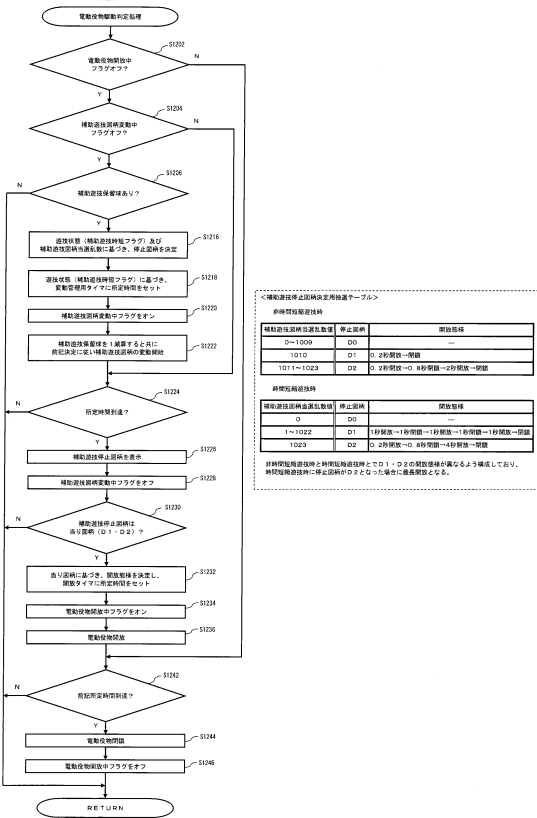 電動役物駆動判定処理
S1202
電動役物開放中
フラグオフ？
N
Y
S1204
補助遊技図柄変動中
フラグオフ？
N
Y
S1206
補助遊技保留球あり？
N
Y
S1216
遊技状態（補助遊技時短フラグ）及び
補助遊技図柄当選乱数に基づき、停止図柄を決定
S1218
遊技状態（補助遊技時短フラグ）に基づき、
変動管理用タイマに所定時間をセット
S1220
補助遊技図柄変動中フラグをオン
S1222
補助遊技保留球を１減算すると共に
前記決定に従い補助遊技図柄の変動開始
S1224
所定時間到達？
N
Y
S1226
補助遊技停止図柄を表示
S1228
補助遊技図柄変動中フラグをオフ
S1230
補助遊技停止図柄は
当り図柄（Ｄ１・Ｄ２）？
N
Y
S1232
当り図柄に基づき、開放態様を決定し、
開放タイマに所定時間をセット
S1234
電動役物開放中フラグをオン
S1236
電動役物開放
S1242
前記所定時間到達？
N
Y
S1244
電動役物閉鎖
S1246
電動役物開放中フラグをオフ
ＲＥＴＵＲＮ
＜補助遊技停止図柄決定用抽選テーブル＞
非時間短縮遊技時
補助遊技図柄当選乱数値 停止図柄 開放態様
0～1009 D0 ―
1010 D1 0. 2秒開放→閉鎖
1011～1023 D2 0. 2秒開放→0. 8秒閉鎖→2秒開放→閉鎖
時間短縮遊技時
補助遊技図柄当選乱数値 停止図柄 開放態様
0 D0 ―
1～1022 D1 1秒開放→1秒閉鎖→1秒開放→1秒閉鎖→1秒開放→閉鎖
1023 D2 0. 2秒開放→0. 8秒閉鎖→4秒開放→閉鎖
非時間短縮遊技時と時間短縮遊技時とでＤ１・Ｄ２の開放態様が異なるよう構成しており、
時間短縮遊技時に停止図柄がＤ２となった場合に最長開放となる。